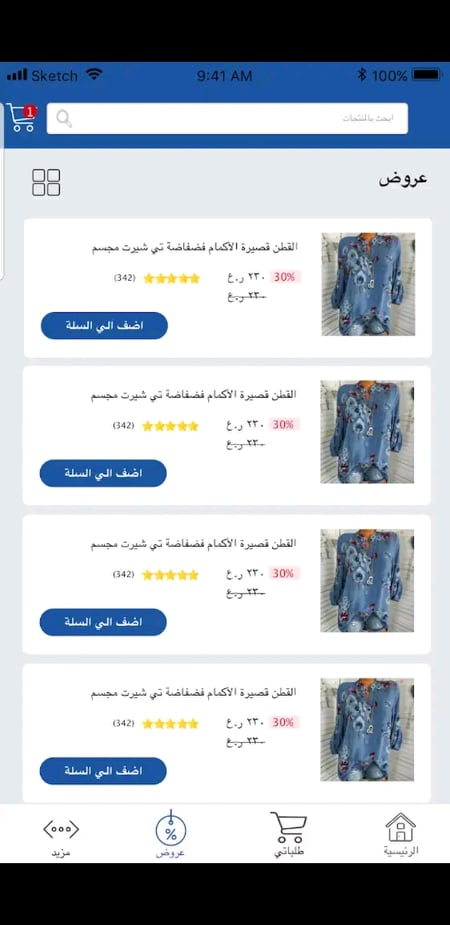 Sketch 9:41 AM 100%
1
ابحث بالمنتجات
عروض
القطن قصيرة الأكمام فضفاضة تي شيرت مجسم
30% ٢٣٠ ر.ع (342)
٢٣٠ ر.ع
اضف الي السلة
القطن قصيرة الأكمام فضفاضة تي شيرت مجسم
30% ٢٣٠ ر.ع (342)
٢٣٠ ر.ع
اضف الي السلة
القطن قصيرة الأكمام فضفاضة تي شيرت مجسم
30% ٢٣٠ ر.ع (342)
٢٣٠ ر.ع
اضف الي السلة
القطن قصيرة الأكمام فضفاضة تي شيرت مجسم
30% ٢٣٠ ر.ع (342)
٢٣٠ ر.ع
اضف الي السلة
%
الرئيسية طلباتي عروض مزيد